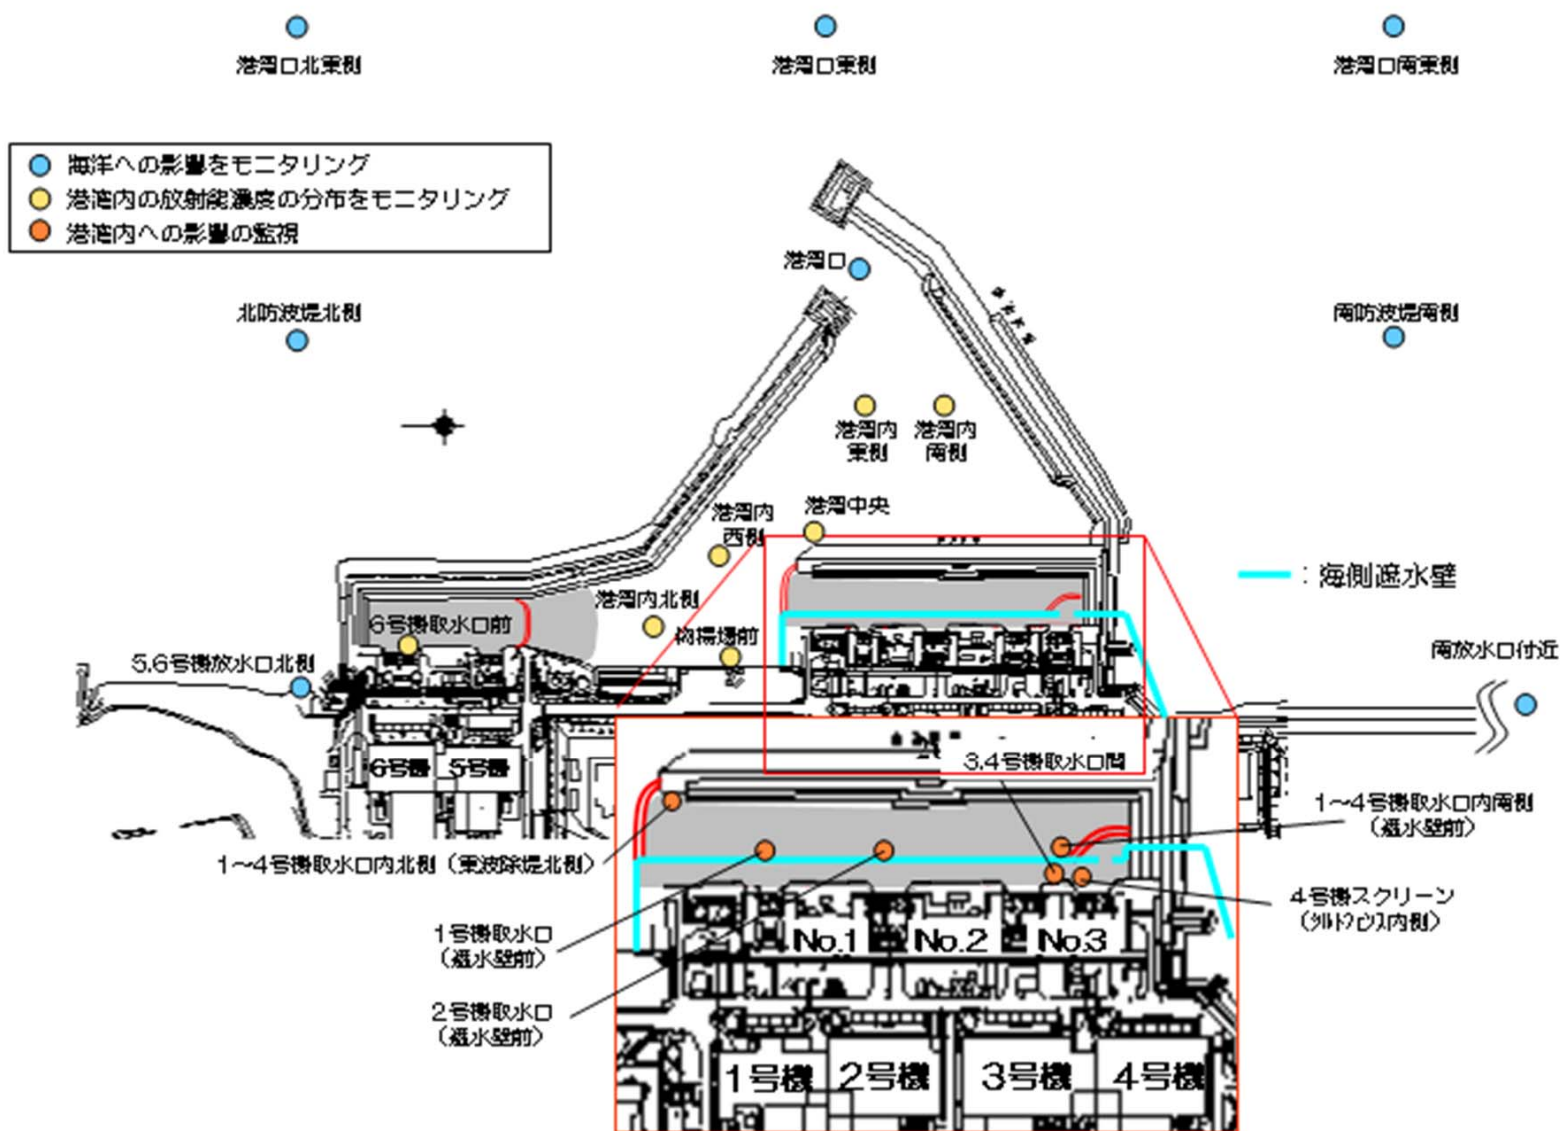 港湾口北東側
港湾口東側
港湾口南東側
海洋への影響をモニタリング
港湾内の放射能濃度の分布をモニタリング
港湾内への影響の監視
港湾口
北防波堤北側
南防波堤南側
港湾内
東側
港湾内
南側
港湾内
西側
港湾中央
:海側遮水壁
港湾内北側
6号機取水口前
物揚場前
5,6号機放水口北側
南放水口付近
6号機
5号機
3,4号機取水口間
1~4号機取水口内南側
(遮水壁前)
1~4号機取水口内北側(東波除堤北側)
4号機スクリーン
(シルトフェンス内側)
1号機取水口
(遮水壁前)
No.1
No.2
No.3
2号機取水口
(遮水壁前)
1号機
2号機
3号機
4号機